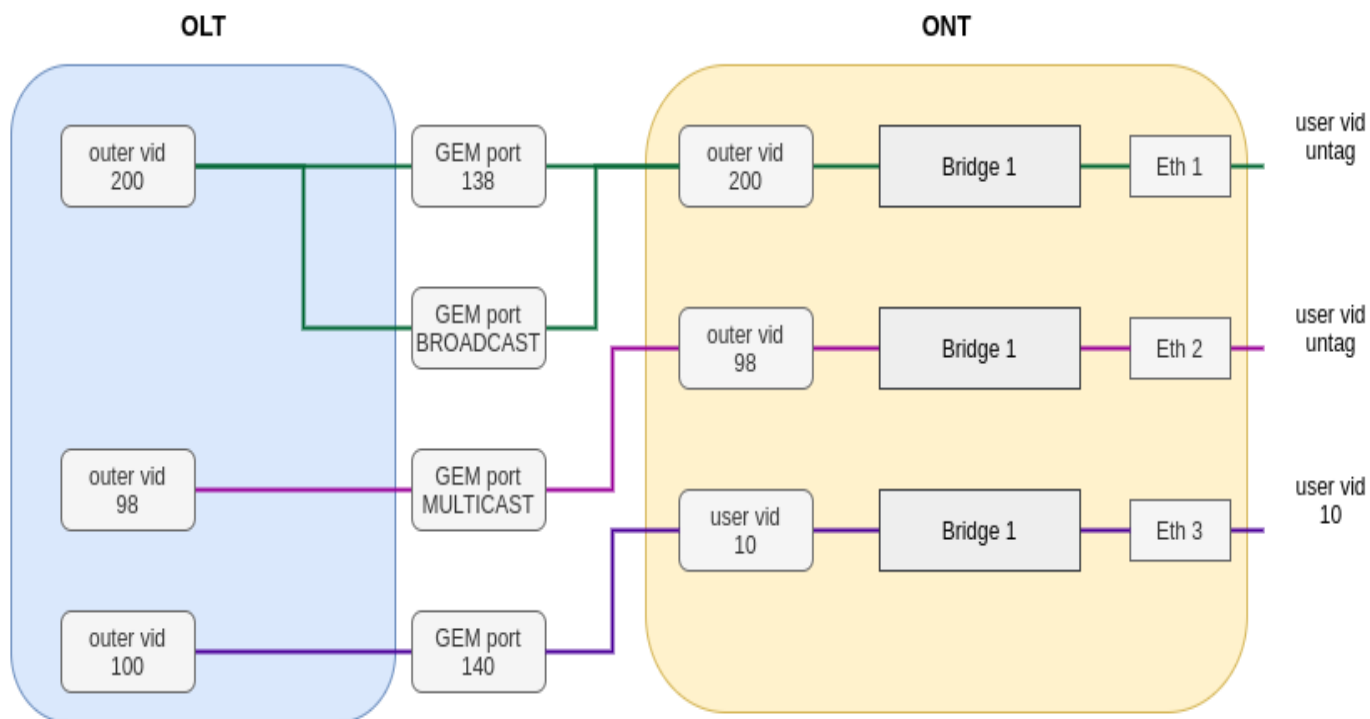 OLT
ONT
outer vid
200
GEM port
138
outer vid
200
Bridge 1
Eth 1
user vid
untag
GEM port
BROADCAST
outer vid
98
Bridge 1
Eth 2
user vid
untag
outer vid
98
GEM port
MULTICAST
user vid
10
Bridge 1
Eth 3
user vid
10
outer vid
100
GEM port
140